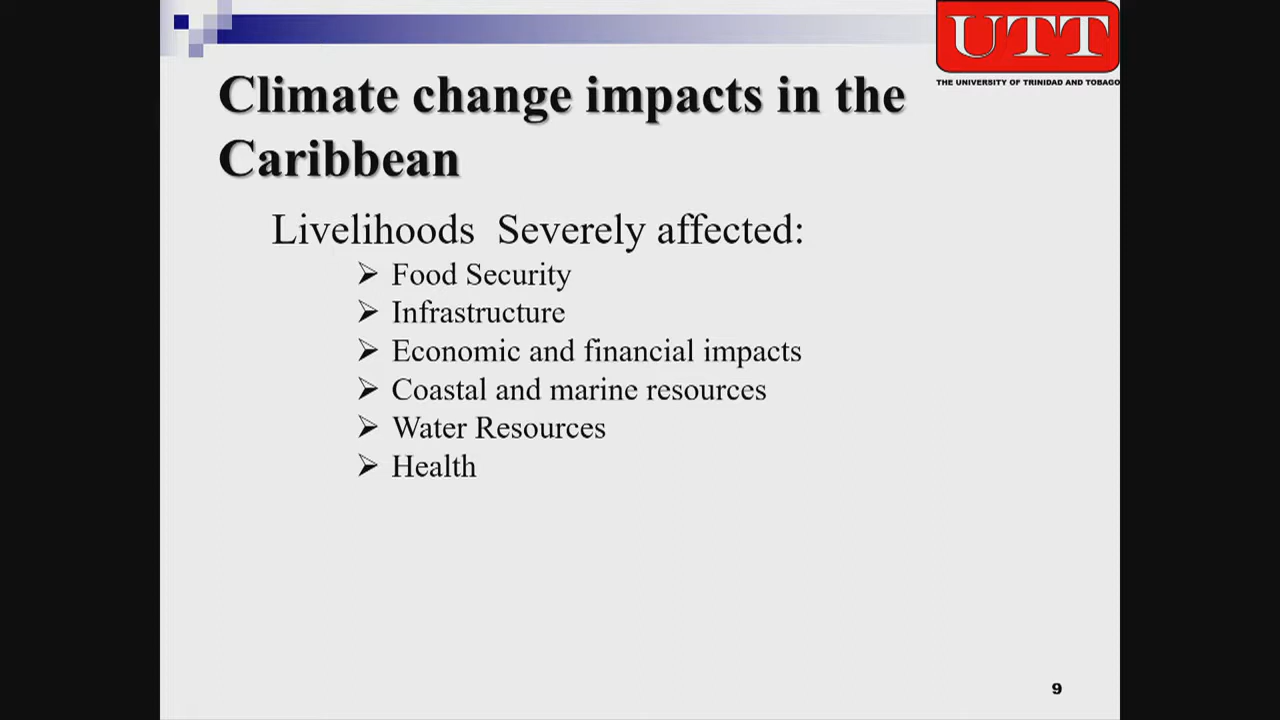 UTT
THE UNIVERSITY OF TRINIDAD AND TOBAGO
Climate change impacts in the
Caribbean
Livelihoods Severely affected:
Food Security
Infrastructure
Economic and financial impacts
Coastal and marine resources
Water Resources
Health
9